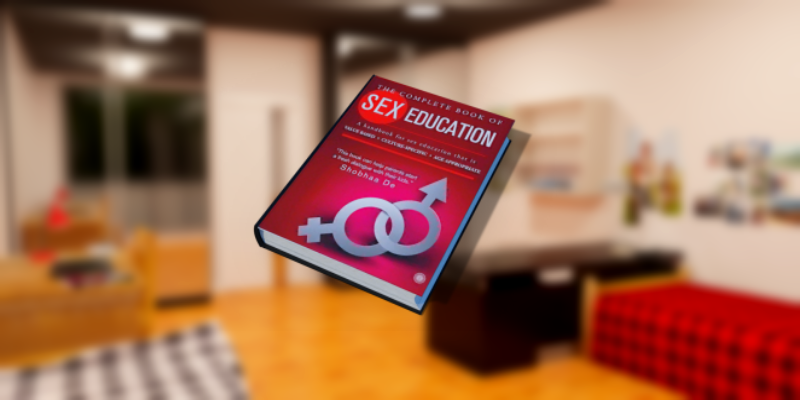 THE COMPLETE BOOK OF
SEX EDUCATION
a handbook for sex education that is
VALUE BASED • CULTURE-SPECIFIC • AGE APPROPRIATE
"This book can help parents start
a fresh dialogue with their kids."
Shobhaa De